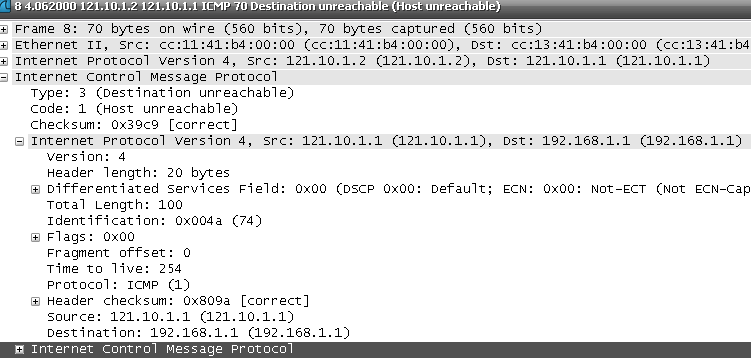 8 4.062000 121.10.1.2 121.10.1.1 ICMP 70 Destination unreachable (Host unreachable)
Frame 8: 70 bytes on wire (560 bits), 70 bytes captured (560 bits)
Ethernet II, Src: cc:11:41:b4:00:00 (cc:11:41:b4:00:00), Dst: cc:13:41:b4:00:00 (cc:13:41:b4
Internet Protocol Version 4, Src: 121.10.1.2 (121.10.1.2), Dst: 121.10.1.1 (121.10.1.1)
Internet Control Message Protocol
Type: 3 (Destination unreachable)
Code: 1 (Host unreachable)
Checksum: 0x39c9 [correct]
Internet Protocol Version 4, Src: 121.10.1.1 (121.10.1.1), Dst: 192.168.1.1 (192.168.1.1)
Version: 4
Header length: 20 bytes
Differentiated Services Field: 0x00 (DSCP 0x00: Default; ECN: 0x00: Not-ECT (Not ECN-Cap
Total Length: 100
Identification: 0x004a (74)
Flags: 0x00
Fragment offset: 0
Time to live: 254
Protocol: ICMP (1)
Header checksum: 0x809a [correct]
Source: 121.10.1.1 (121.10.1.1)
Destination: 192.168.1.1 (192.168.1.1)
Internet Control Message Protocol